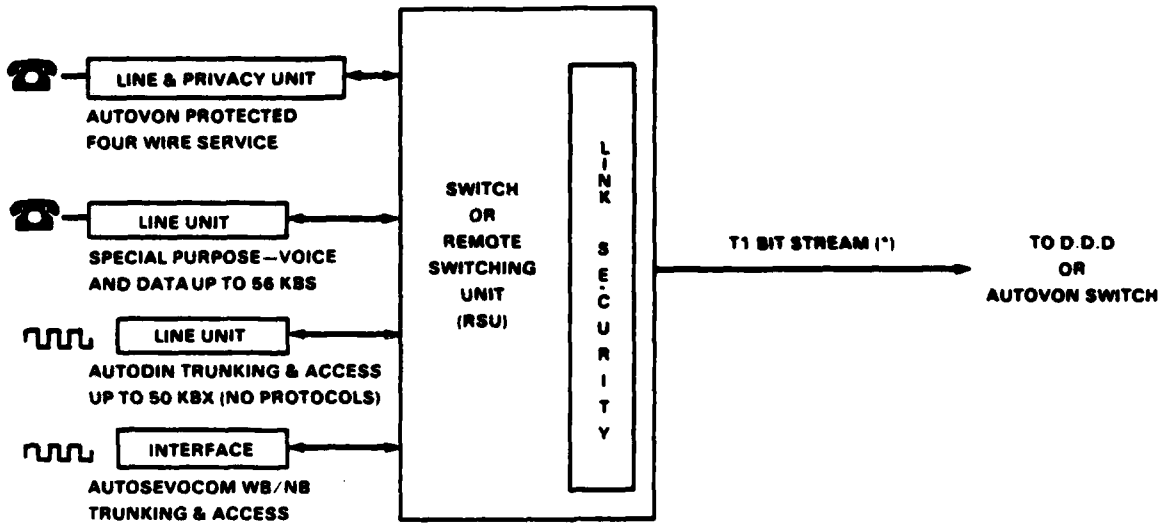 LINE & PRIVACY UNIT
AUTOVON PROTECTED
FOUR WIRE SERVICE
LINE UNIT
SPECIAL PURPOSE—VOICE
AND DATA UP TO 56 KBS
LINE UNIT
AUTODIN TRUNKING & ACCESS
UP TO 50 KBX (NO PROTOCOLS)
INTERFACE
AUTOSEVOCOM WB/NB
TRUNKING & ACCESS
SWITCH
OR
REMOTE
SWITCHING
UNIT
(RSU)
LINK SECURITY
T1 BIT STREAM (*)
TO D.D.D
OR
AUTOVON SWITCH